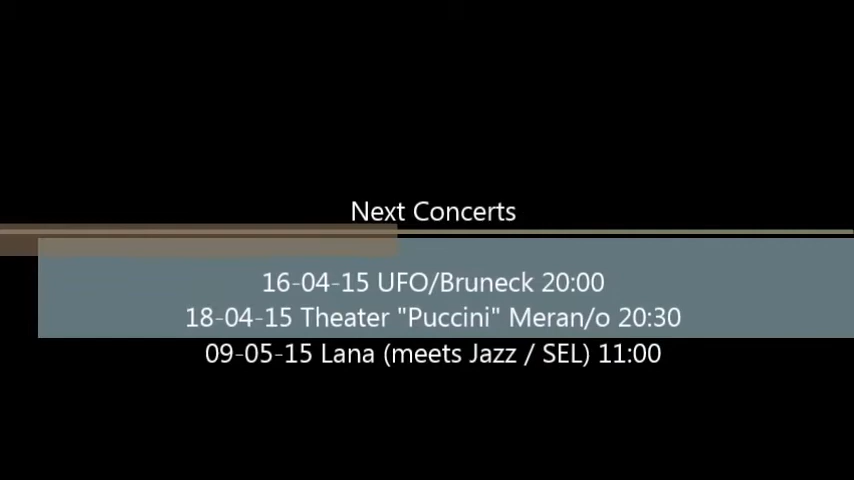 Next Concerts
16-04-15 UFO/Bruneck 20:00
18-04-15 Theater "Puccini" Meran/o 20:30
09-05-15 Lana (meets Jazz / SEL) 11:00